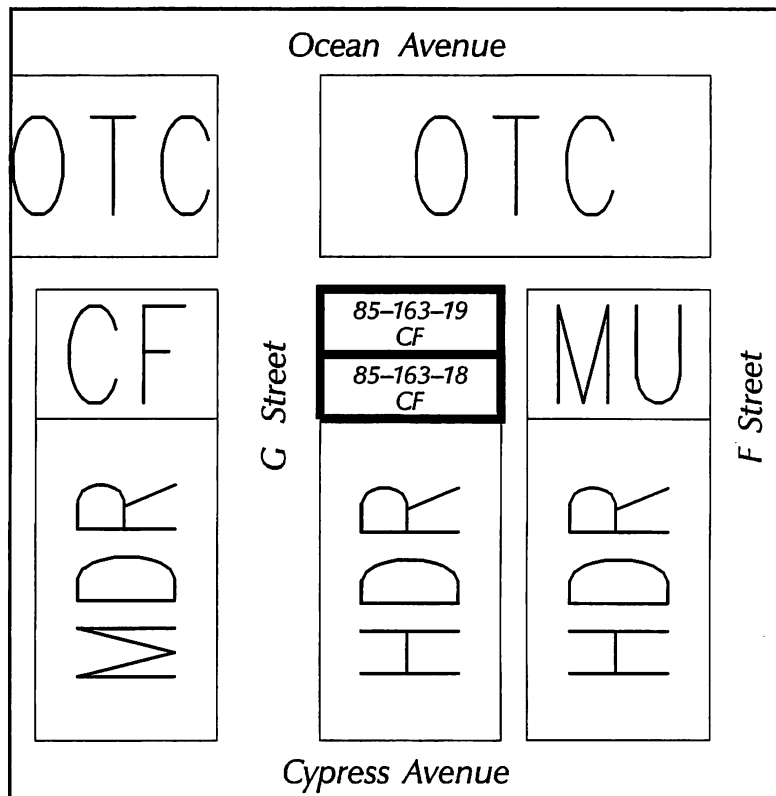 Ocean Avenue
OTC
OTC
CF
85–163–19
CF
85–163–18
CF
MU
G Street
F Street
MDR
HDR
HDR
Cypress Avenue